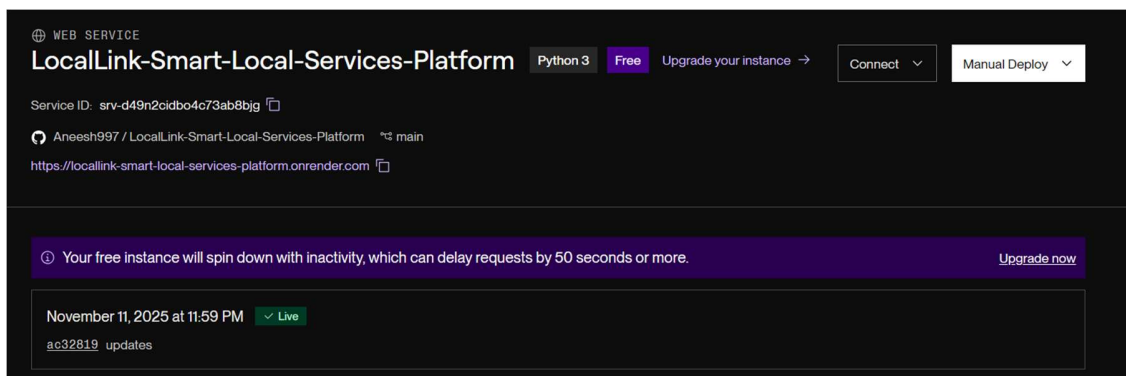 WEB SERVICE
LocalLink-Smart-Local-Services-Platform Python 3 Free Upgrade your instance → Connect Manual Deploy
Service ID: srv-d49n2cidbo4c73ab8bjg
Aneesh997 / LocalLink-Smart-Local-Services-Platform main
https://locallink-smart-local-services-platform.onrender.com
Your free instance will spin down with inactivity, which can delay requests by 50 seconds or more. Upgrade now
November 11, 2025 at 11:59 PM ✓ Live
ac32819 updates